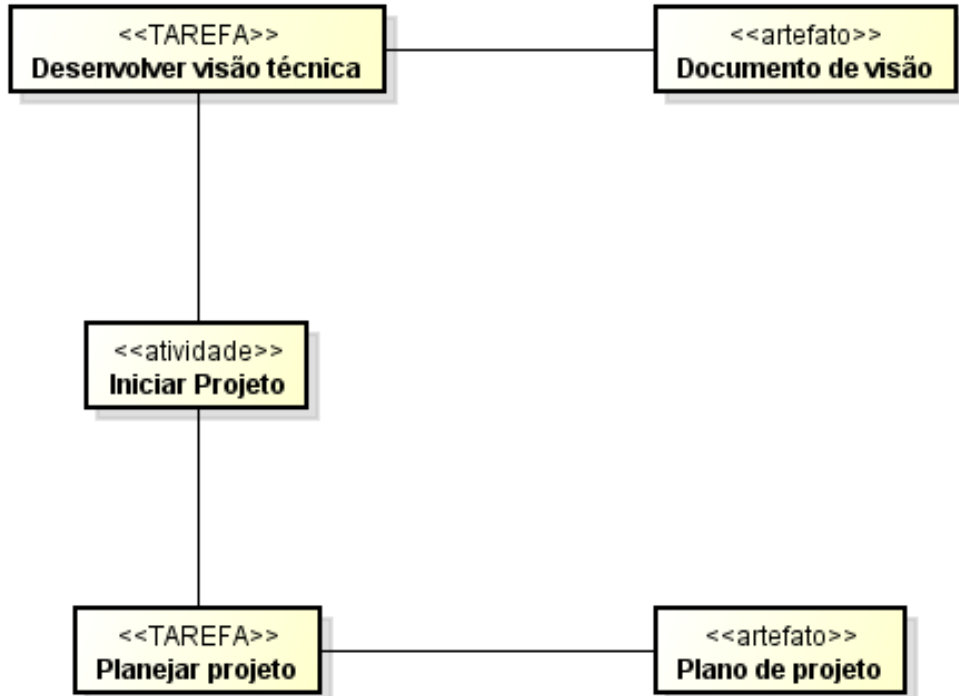 <<TAREFA>>
Desenvolver visão técnica
<<artefato>>
Documento de visão
<<atividade>>
Iniciar Projeto
<<TAREFA>>
Planejar projeto
<<artefato>>
Plano de projeto